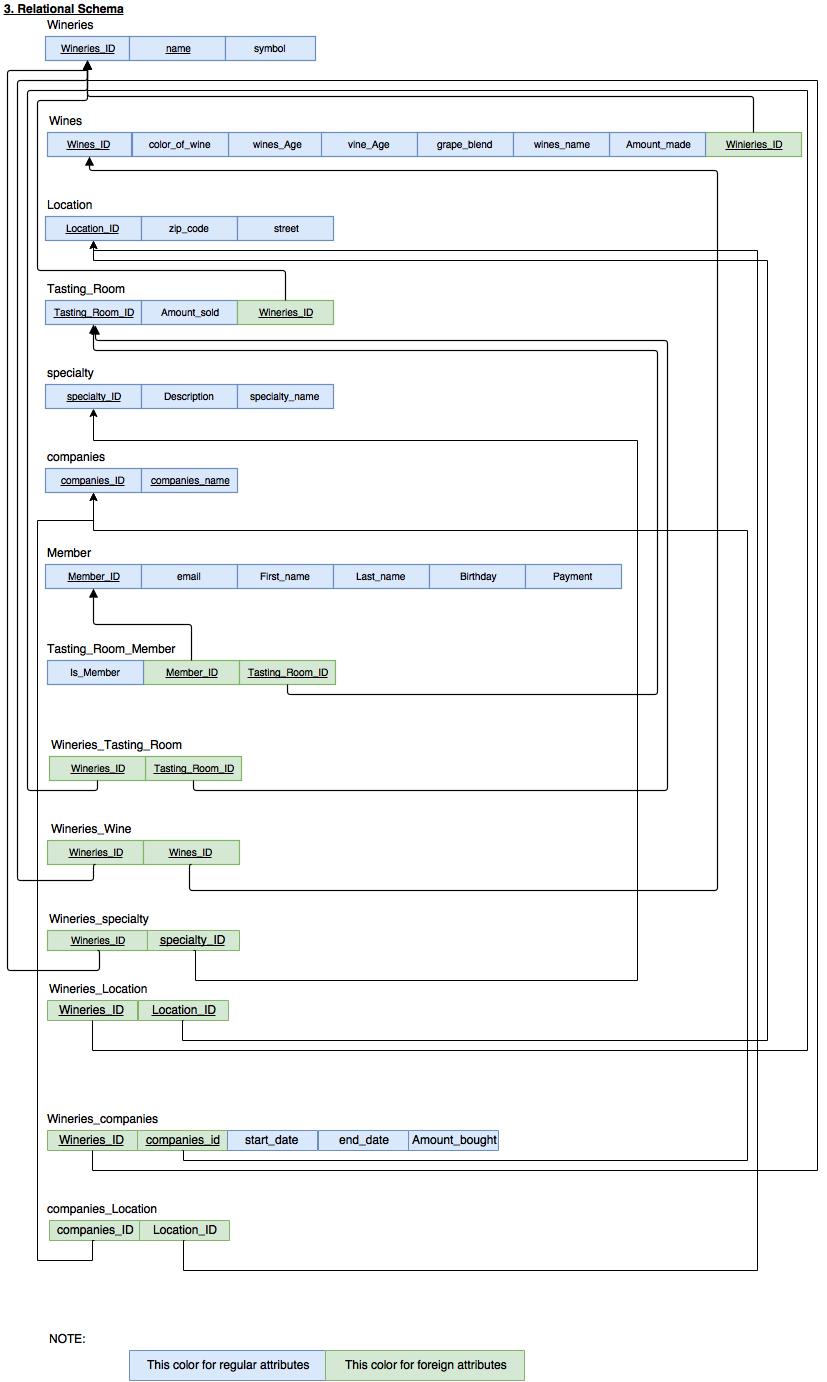 3. Relational Schema
Wineries
Wineries_ID name symbol
Wines
Wines_ID color_of_wine wines_Age vine_Age grape_blend wines_name Amount_made Winieries_ID
Location
Location_ID zip_code street
Tasting_Room
Tasting_Room_ID Amount_sold Wineries_ID
specialty
specialty_ID Description specialty_name
companies
companies_ID companies_name
Member
Member_ID email First_name Last_name Birthday Payment
Tasting_Room_Member
Is_Member Member_ID Tasting_Room_ID
Wineries_Tasting_Room
Wineries_ID Tasting_Room_ID
Wineries_Wine
Wineries_ID Wines_ID
Wineries_specialty
Wineries_ID specialty_ID
Wineries_Location
Wineries_ID Location_ID
Wineries_companies
Wineries_ID companies_id start_date end_date Amount_bought
companies_Location
companies_ID Location_ID
NOTE:
This color for regular attributes This color for foreign attributes